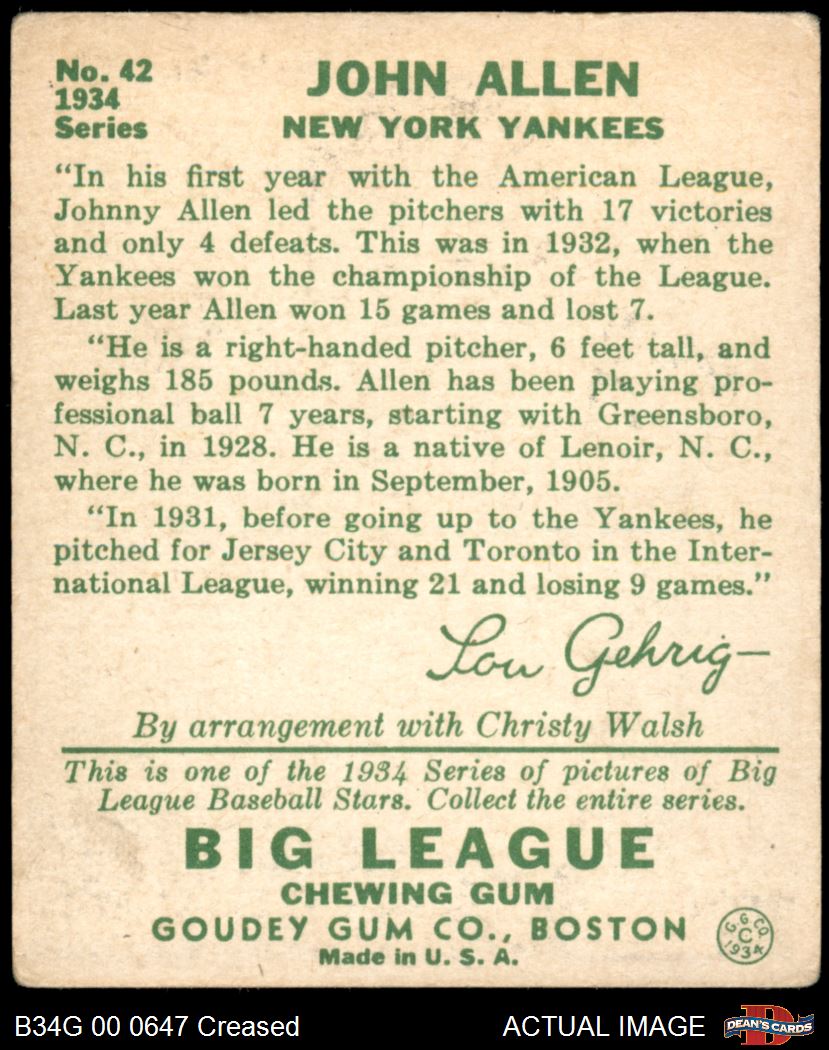 No. 42
1934
Series
JOHN ALLEN
NEW YORK YANKEES
"In his first year with the American League,
Johnny Allen led the pitchers with 17 victories
and only 4 defeats. This was in 1932, when the
Yankees won the championship of the League.
Last year Allen won 15 games and lost 7.
"He is a right-handed pitcher, 6 feet tall, and
weighs 185 pounds. Allen has been playing pro-
fessional ball 7 years, starting with Greensboro,
N. C., in 1928. He is a native of Lenoir, N. C.,
where he was born in September, 1905.
"In 1931, before going up to the Yankees, he
pitched for Jersey City and Toronto in the Inter-
national League, winning 21 and losing 9 games."
Lou Gehrig—
By arrangement with Christy Walsh
This is one of the 1934 Series of pictures of Big
League Baseball Stars. Collect the entire series.
BIG LEAGUE
CHEWING GUM
GOUDEY GUM CO., BOSTON
Made in U. S. A.
G. G. CO.
C
1934
B34G 00 0647 Creased
ACTUAL IMAGE
D
DEAN'S CARDS